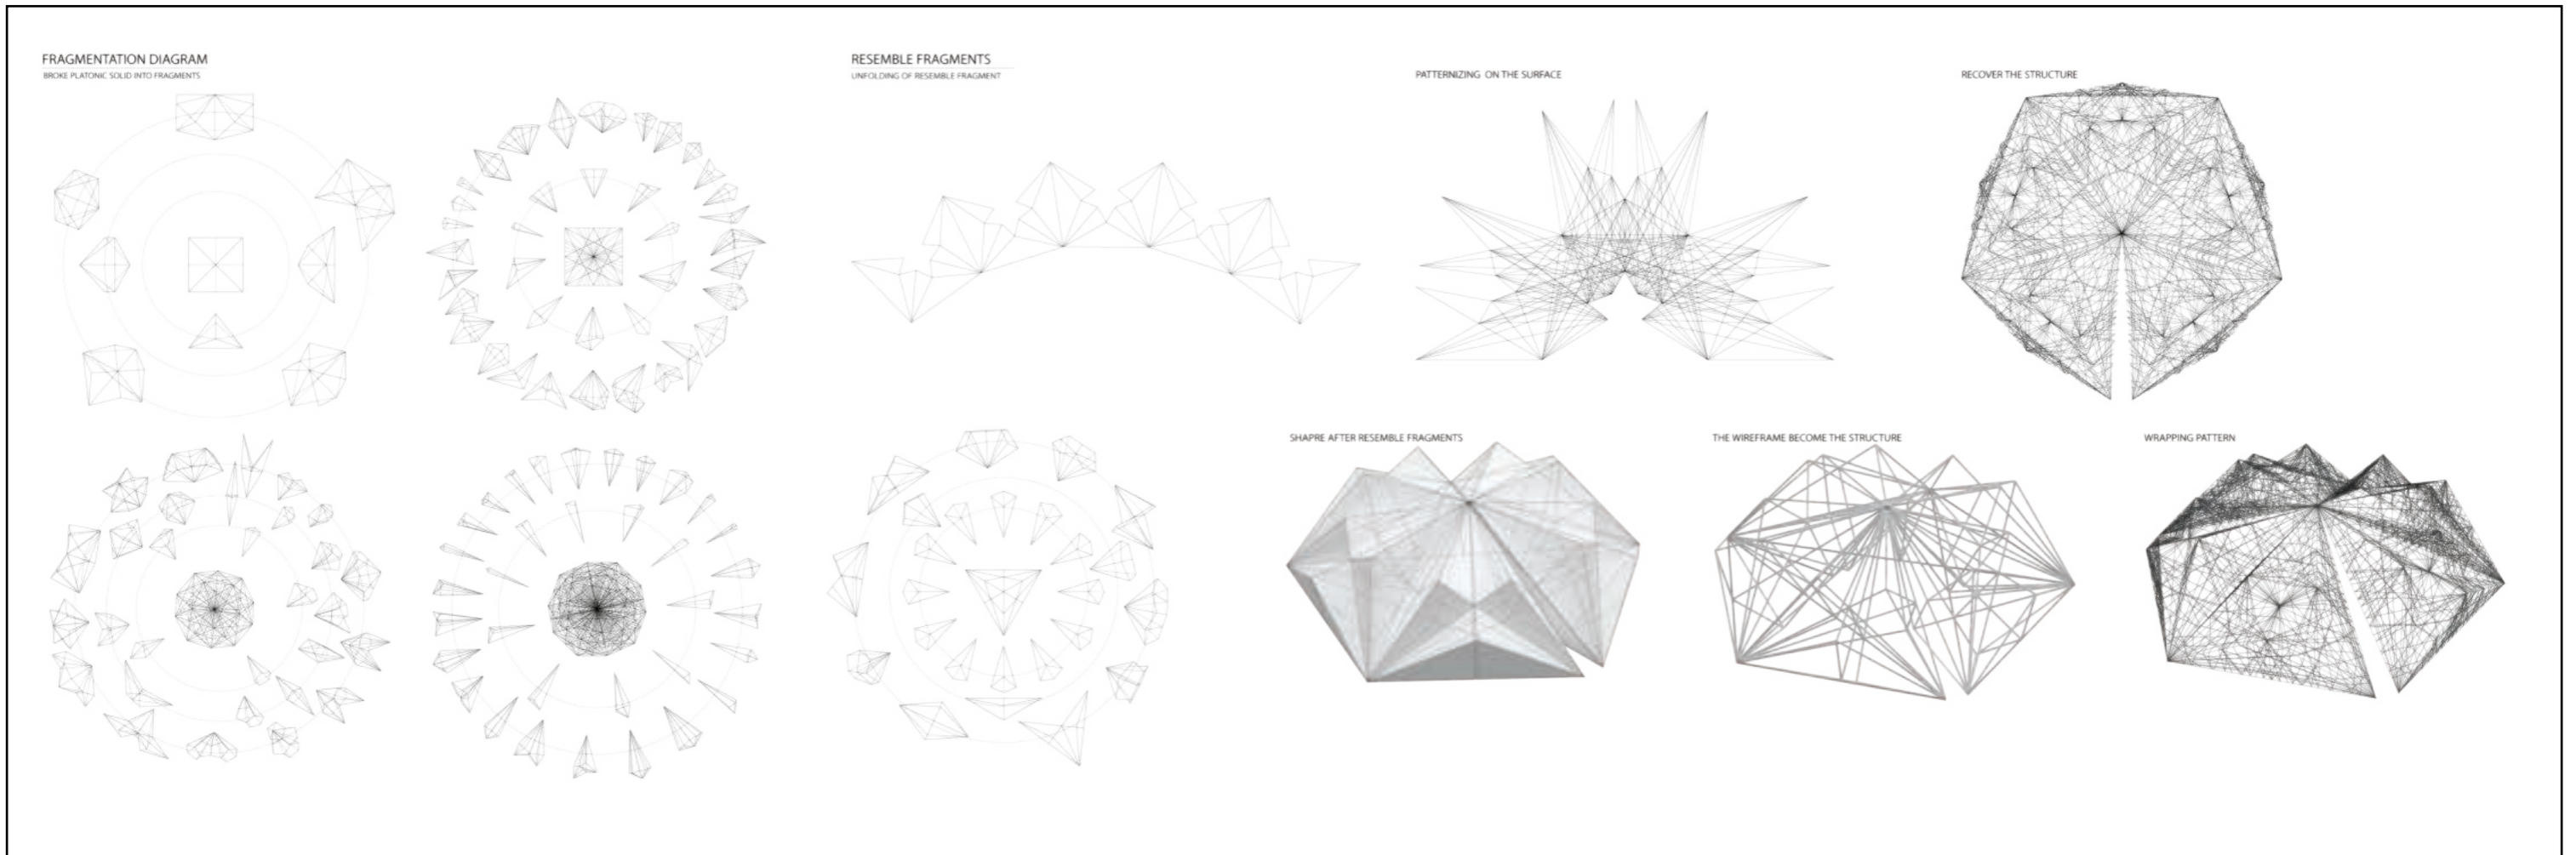 FRAGMENTATION DIAGRAM
BROKE PLATONIC SOLID INTO FRAGMENTS
RESEMBLE FRAGMENTS
UNFOLDING OF RESEMBLE FRAGMENT
PATTERNIZING ON THE SURFACE
RECOVER THE STRUCTURE
SHAPRE AFTER RESEMBLE FRAGMENTS
THE WIREFRAME BECOME THE STRUCTURE
WRAPPING PATTERN